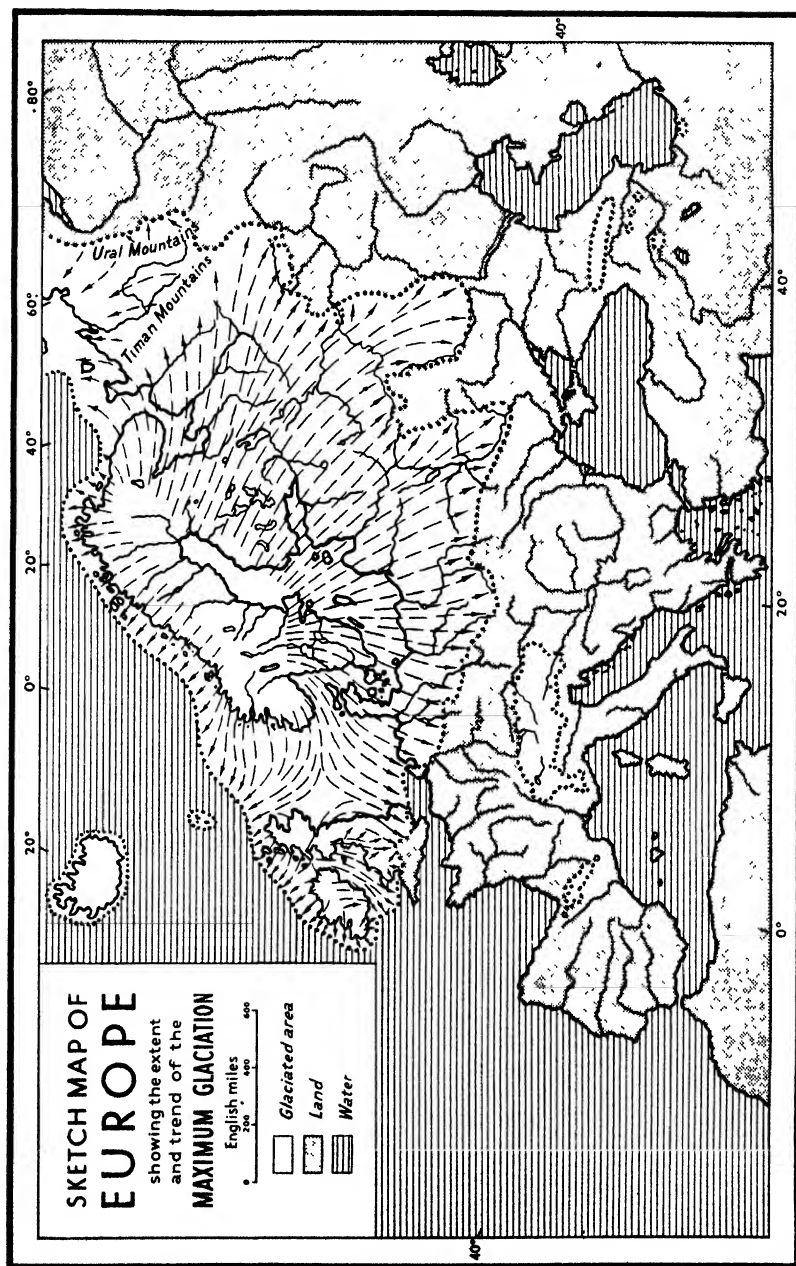 SKETCH MAP OF
EUROPE
showing the extent
and trend of the
MAXIMUM GLACIATION
English miles
0 200 400 600
Glaciated area
Land
Water
20° 0° 20° 40° 60° 80°
Ural Mountains
Timan Mountains
40° 40°
0° 20° 40°